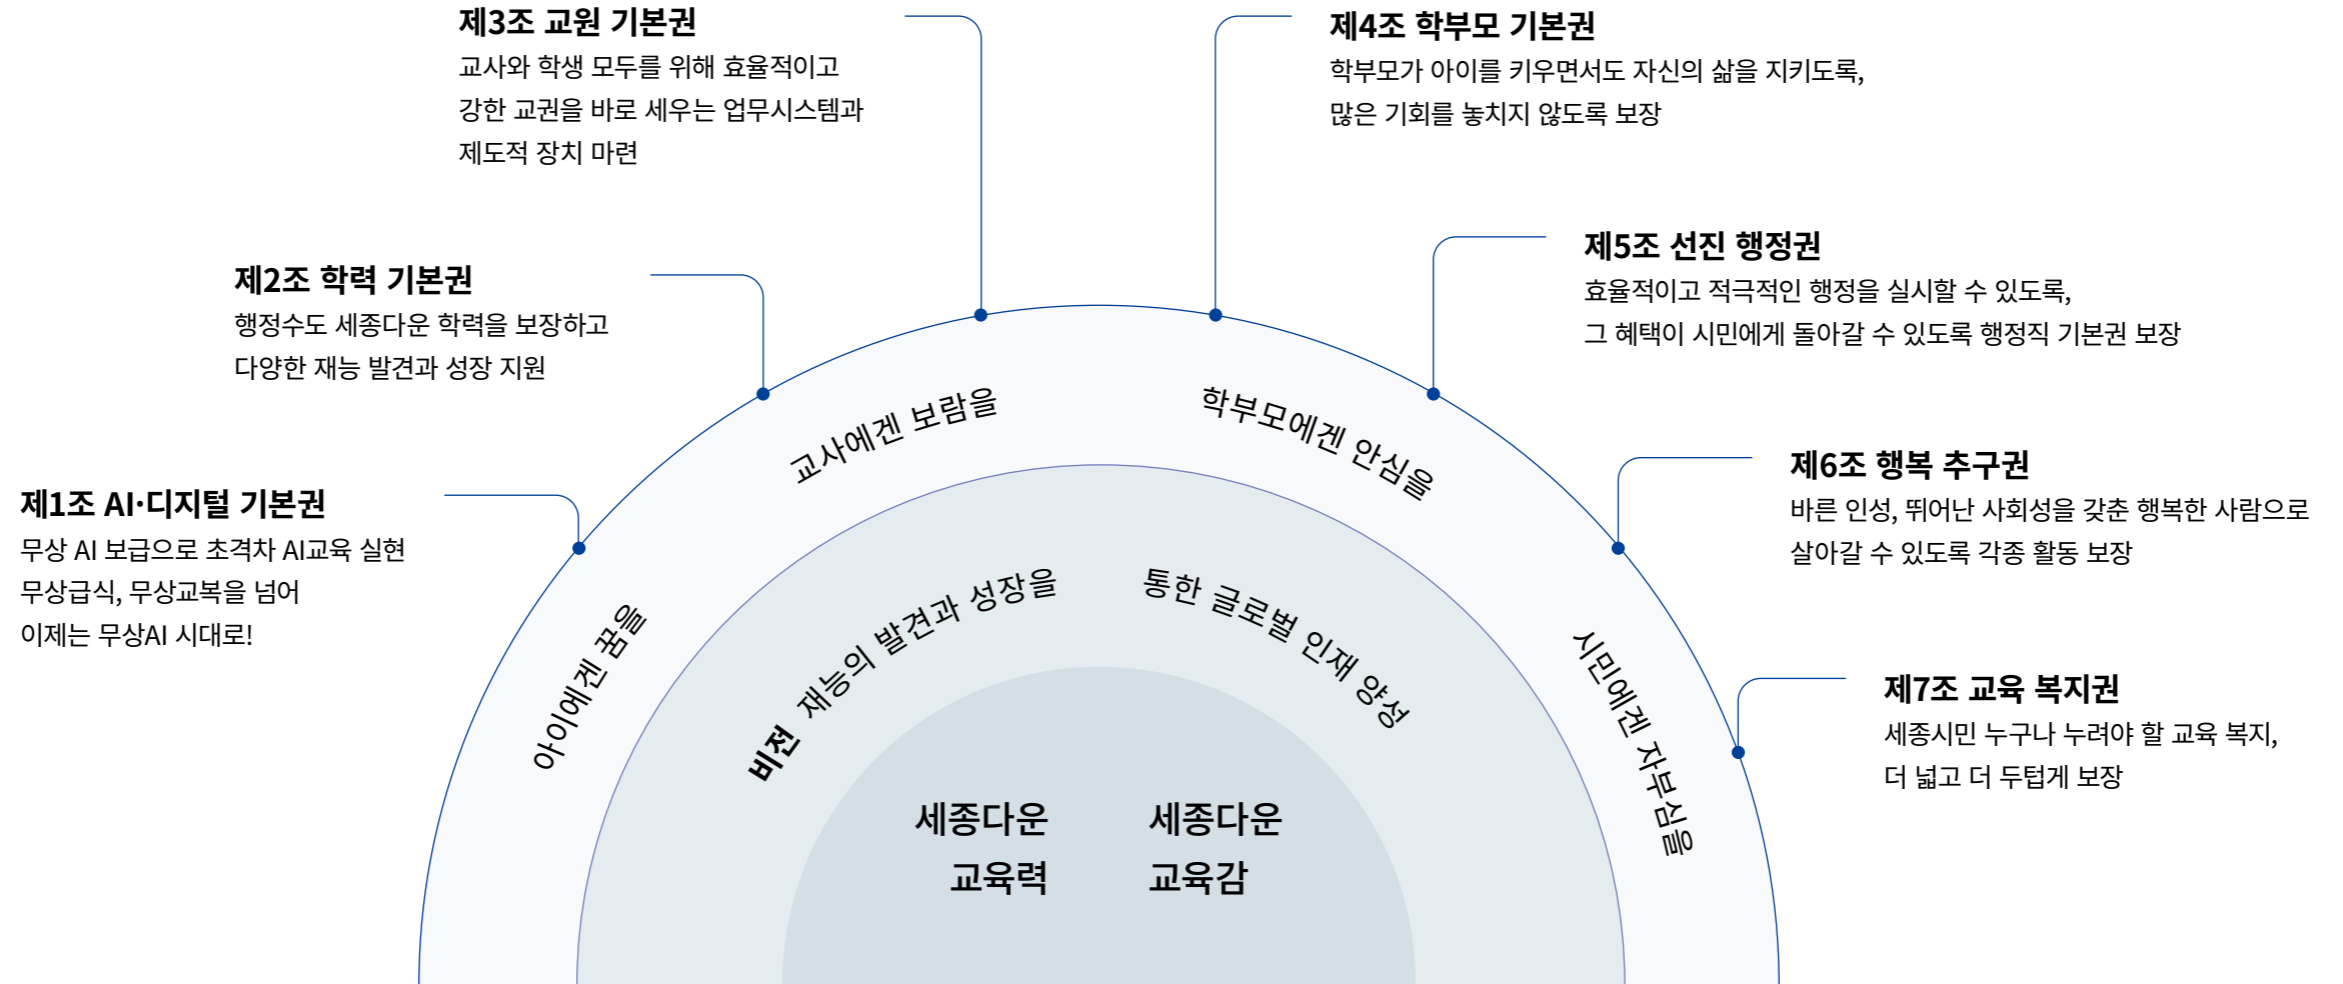 제3조 교원 기본권
교사와 학생 모두를 위해 효율적이고
강한 교권을 바로 세우는 업무시스템과
제도적 장치 마련
제4조 학부모 기본권
학부모가 아이를 키우면서도 자신의 삶을 지키도록,
많은 기회를 놓치지 않도록 보장
제2조 학력 기본권
행정수도 세종다운 학력을 보장하고
다양한 재능 발견과 성장 지원
제5조 선진 행정권
효율적이고 적극적인 행정을 실시할 수 있도록,
그 혜택이 시민에게 돌아갈 수 있도록 행정직 기본권 보장
제1조 AI·디지털 기본권
무상 AI 보급으로 초격차 AI교육 실현
무상급식, 무상교복을 넘어
이제는 무상AI 시대로!
제6조 행복 추구권
바른 인성, 뛰어난 사회성을 갖춘 행복한 사람으로
살아갈 수 있도록 각종 활동 보장
제7조 교육 복지권
세종시민 누구나 누려야 할 교육 복지,
더 넓고 더 두텁게 보장
아이에겐 꿈을
교사에겐 보람을
학부모에겐 안심을
시민에겐 자부심을
비전 재능의 발견과 성장을 통한 글로벌 인재 양성
세종다운
교육력
세종다운
교육감